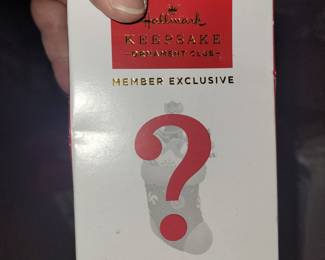 Hallmark
KEEPSAKE
ORNAMENT CLUB
MEMBER EXCLUSIVE
?